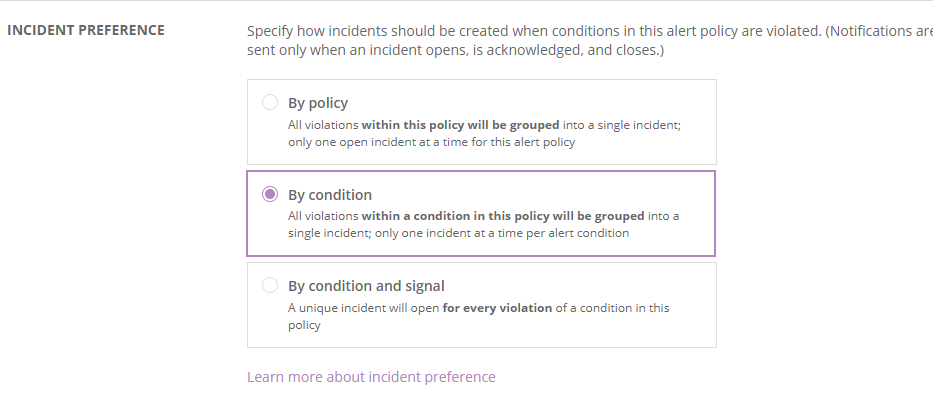 INCIDENT PREFERENCE
Specify how incidents should be created when conditions in this alert policy are violated. (Notifications are
sent only when an incident opens, is acknowledged, and closes.)
By policy
All violations within this policy will be grouped into a single incident;
only one open incident at a time for this alert policy
By condition
All violations within a condition in this policy will be grouped into a
single incident; only one incident at a time per alert condition
By condition and signal
A unique incident will open for every violation of a condition in this
policy
Learn more about incident preference